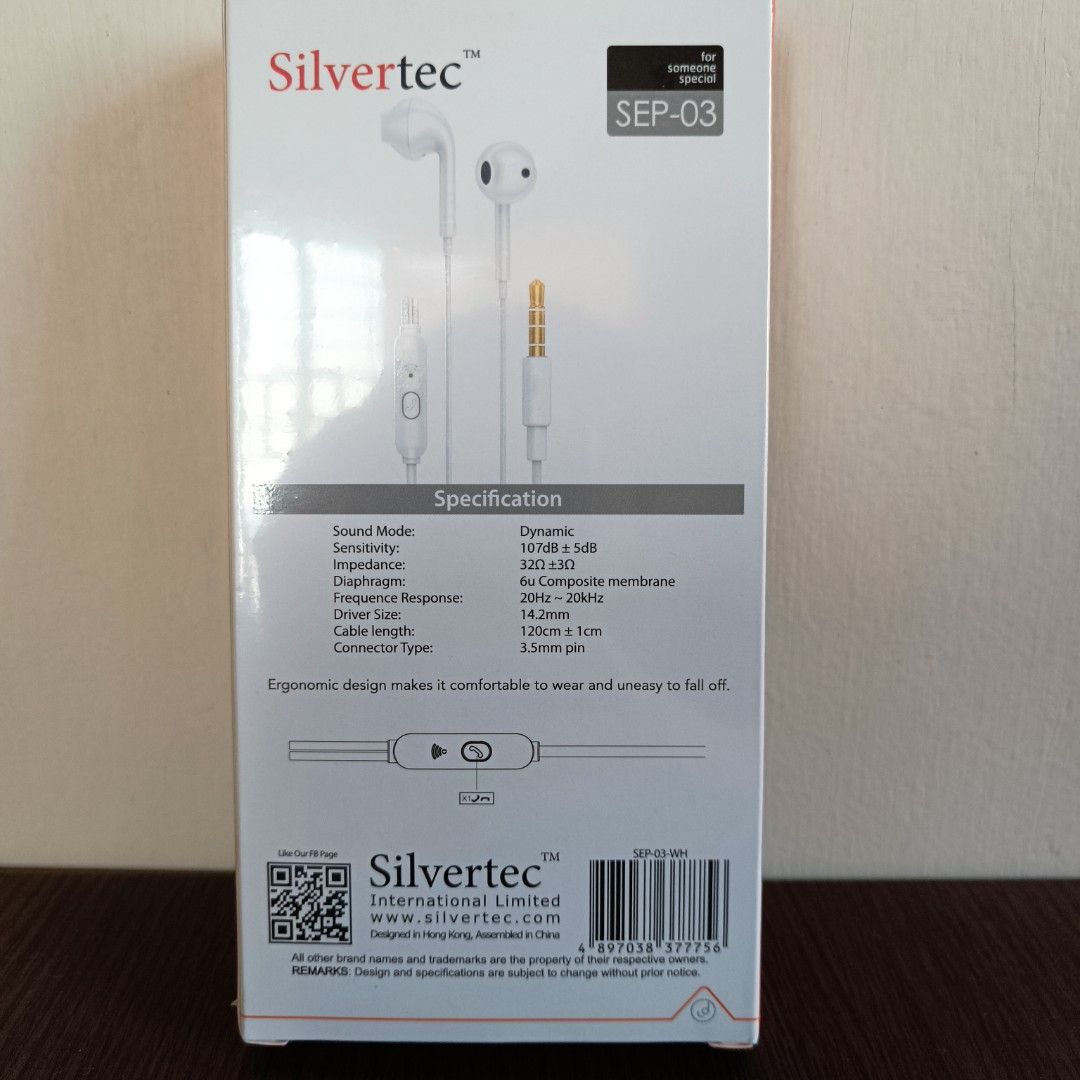 Silvertec™
for
someone
special
SEP-03
Specification
Sound Mode: Dynamic
Sensitivity: 107dB ± 5dB
Impedance: 32Ω ±3Ω
Diaphragm: 6u Composite membrane
Frequence Response: 20Hz ~ 20kHz
Driver Size: 14.2mm
Cable length: 120cm ± 1cm
Connector Type: 3.5mm pin
Ergonomic design makes it comfortable to wear and uneasy to fall off.
X1
Like Our FB Page
Silvertec™
International Limited
www.silvertec.com
Designed in Hong Kong, Assembled in China
SEP-03-WH
4 897038 377756
All other brand names and trademarks are the property of their respective owners.
REMARKS: Design and specifications are subject to change without prior notice.